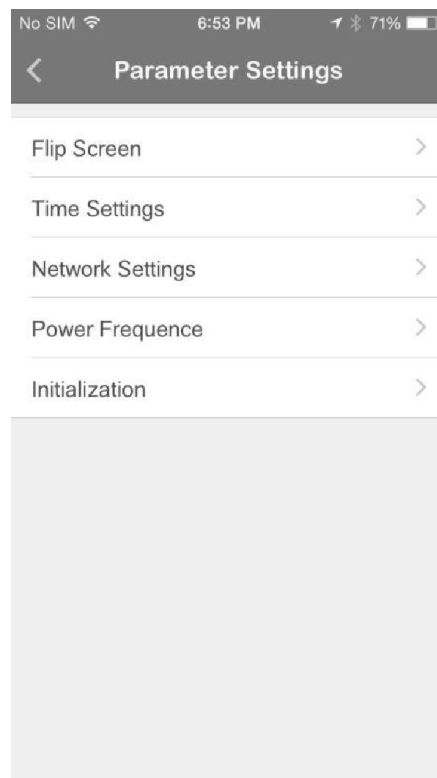 No SIM 6:53 PM 71%
Parameter Settings
Flip Screen
Time Settings
Network Settings
Power Frequence
Initialization